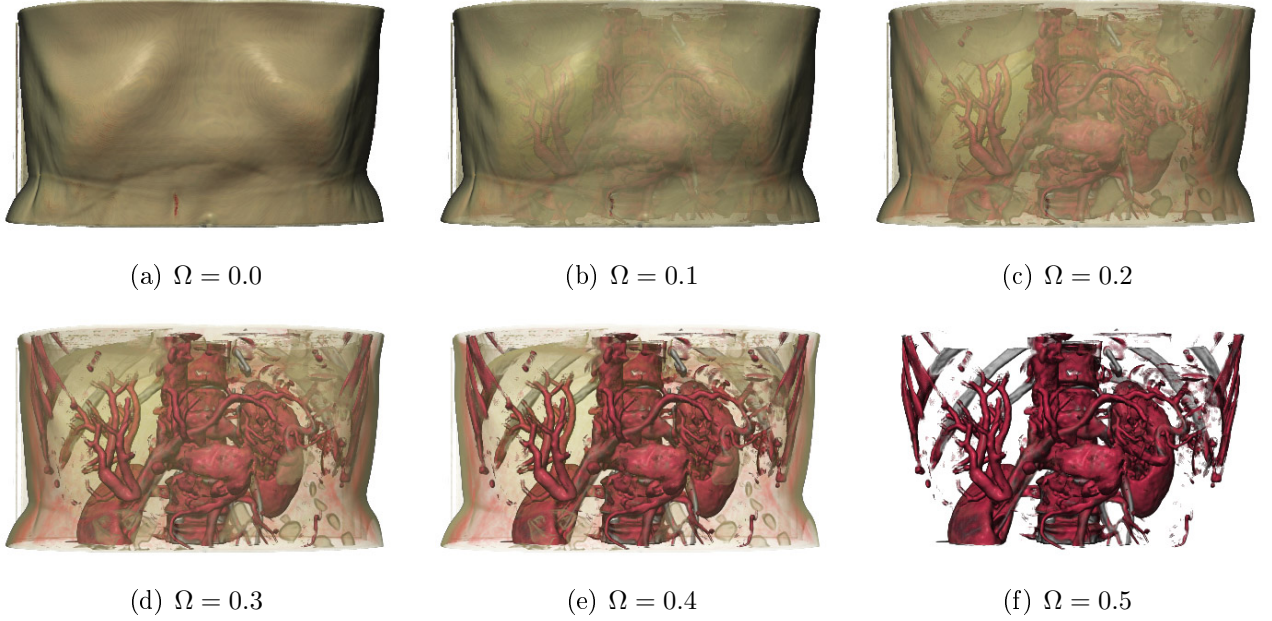 (a) Ω = 0.0
(b) Ω = 0.1
(c) Ω = 0.2
(d) Ω = 0.3
(e) Ω = 0.4
(f) Ω = 0.5